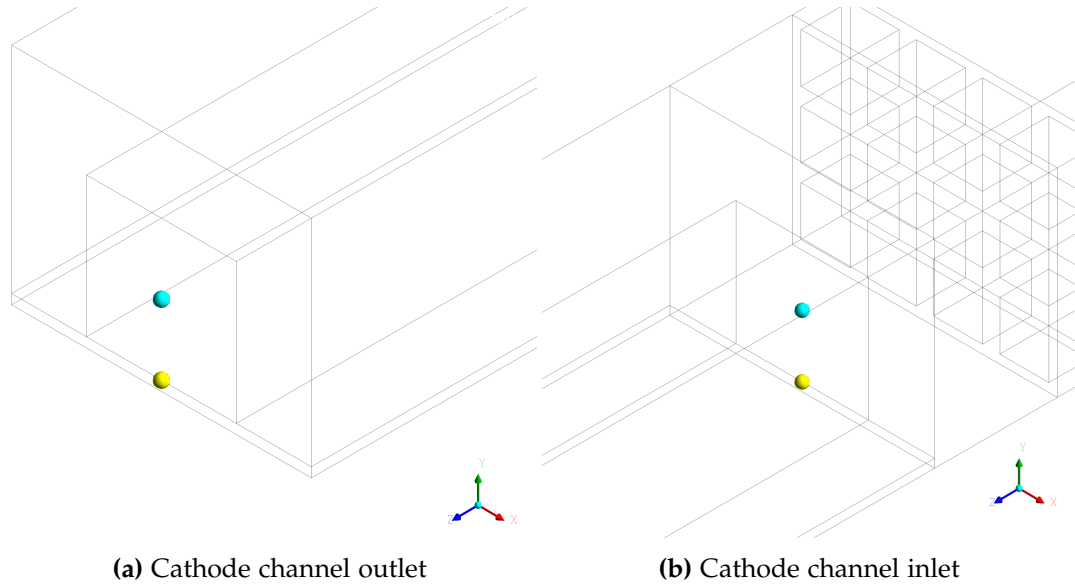 Y
Z
X
Y
Z
X
(a) Cathode channel outlet
(b) Cathode channel inlet